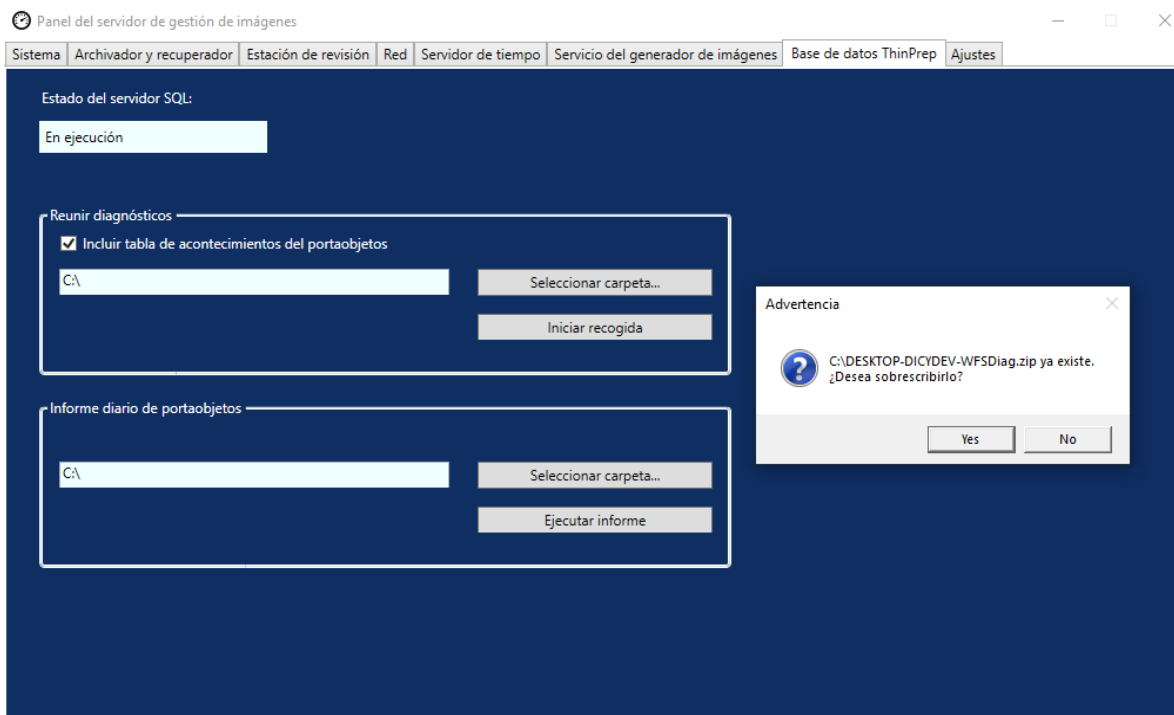 Panel del servidor de gestión de imágenes
Sistema Archivador y recuperador Estación de revisión Red Servidor de tiempo Servicio del generador de imágenes Base de datos ThinPrep Ajustes
Estado del servidor SQL:
En ejecución
Reunir diagnósticos
Incluir tabla de acontecimientos del portaobjetos
C:\ Seleccionar carpeta...
Iniciar recogida
Informe diario de portaobjetos
C:\ Seleccionar carpeta...
Ejecutar informe
Advertencia
C:\DESKTOP-DICYDEV-WFSDiag.zip ya existe.
¿Desea sobrescribirlo?
Yes No